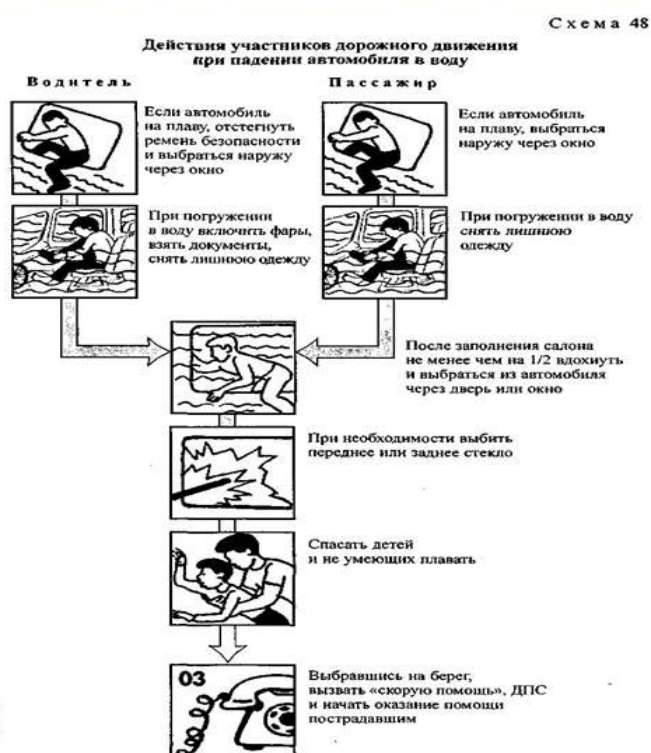 Схема 48
Действия участников дорожного движения
при падении автомобиля в воду
Водитель
Пассажир
Если автомобиль
на плаву, отстегнуть
ремень безопасности
и выбраться наружу
через окно
Если автомобиль
на плаву, выбраться
наружу через окно
При погружении
в воду включить фары,
взять документы,
снять лишнюю одежду
При погружении в воду
снять лишнюю
одежду
После заполнения салона
не менее чем на 1/2 вдохнуть
и выбраться из автомобиля
через дверь или окно
При необходимости выбить
переднее или заднее стекло
Спасать детей
и не умеющих плавать
03
Выбравшись на берег,
вызвать «скорую помощь», ДПС
и начать оказание помощи
пострадавшим